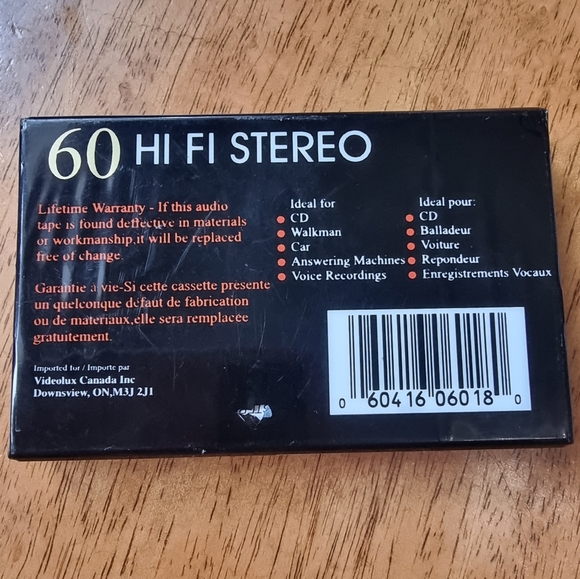 60 HI FI STEREO
Lifetime Warranty - If this audio
tape is found deffective in materials
or workmanship,it will be replaced
free of change.
Garantie à vie-Si cette cassette presente
un quelconque defaut de fabrication
ou de materiaux,elle sera remplacée
gratuitement.
Imported for / Importe par
Videolux Canada Inc
Downsview, ON,M3J 2J1
Ideal for
CD
Walkman
Car
Answering Machines
Voice Recordings
Ideal pour:
CD
Balladeur
Voiture
Repondeur
Enregistrements Vocaux
0 60416 06018 0